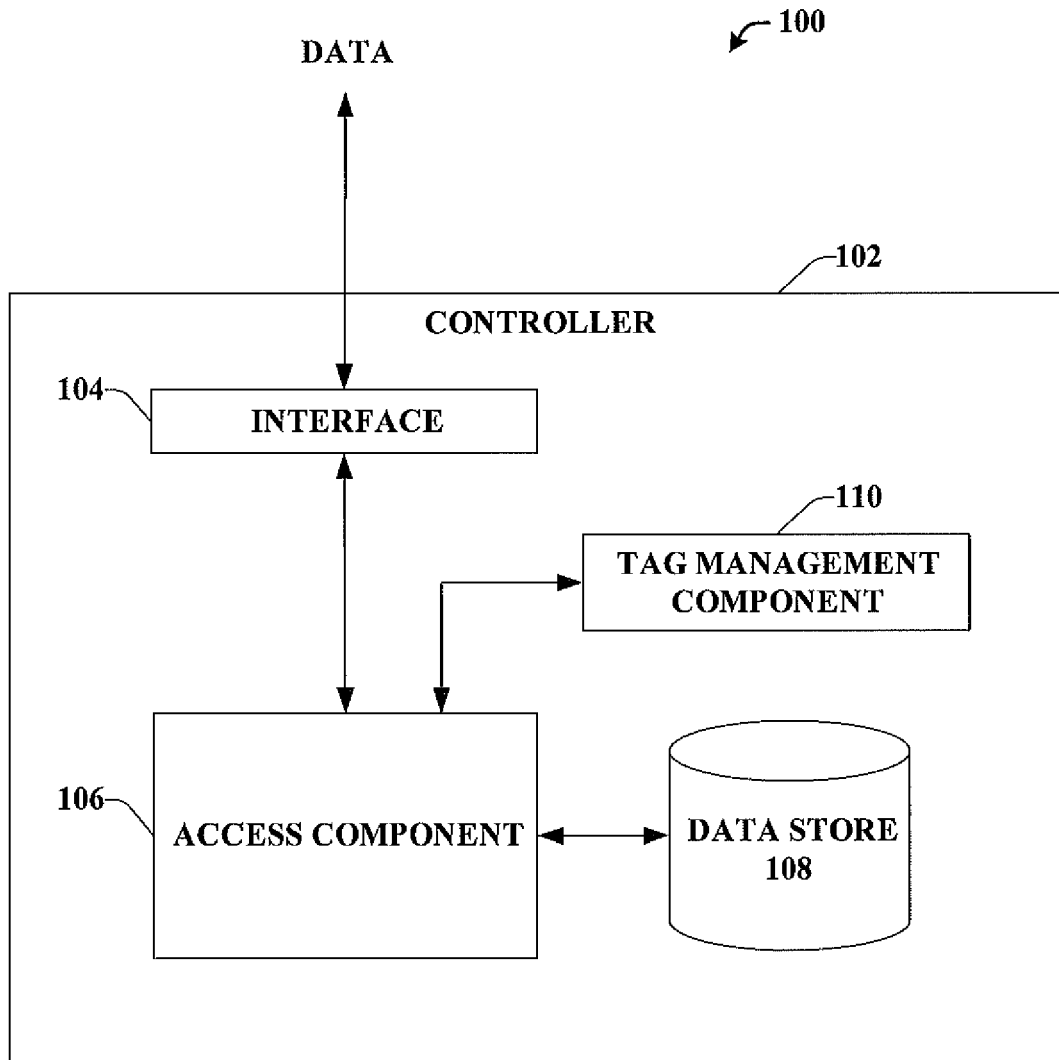 100
DATA
102
CONTROLLER
104
INTERFACE
110
TAG MANAGEMENT
COMPONENT
106
ACCESS COMPONENT
DATA STORE
108